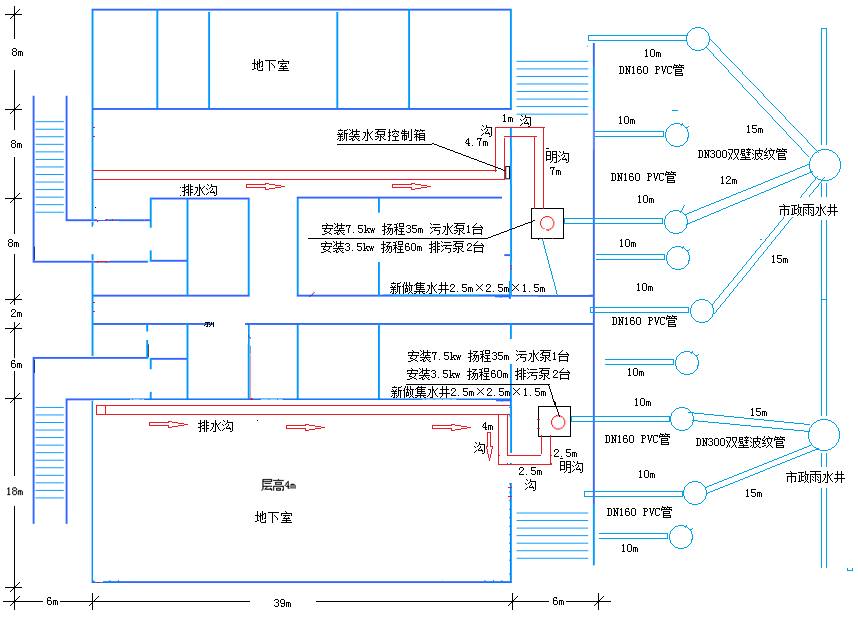 10m
8m
地下室
DN160 PVC管
1m
沟
10m
沟
新装水泵控制箱
15m
4.7m
8m
明沟
DN300双壁波纹管
7m
DN160 PVC管
12m
排水沟
10m
市政雨水井
安装7.5kw 扬程35m 污水泵1台
8m
10m
安装3.5kw 扬程60m 排污泵2台
15m
新做集水井2.5m×2.5m×1.5m
10m
2m
DN160 PVC管
安装7.5kw 扬程35m 污水泵1台
6m
安装3.5kw 扬程60m 排污泵2台
10m
新做集水井2.5m×2.5m×1.5m
10m
15m
排水沟
4m
DN160 PVC管
DN300双壁波纹管
沟
2.5m
明沟
2.5m
10m
市政雨水井
沟
层高4m
18m
15m
地下室
DN160 PVC管
10m
6m
39m
6m